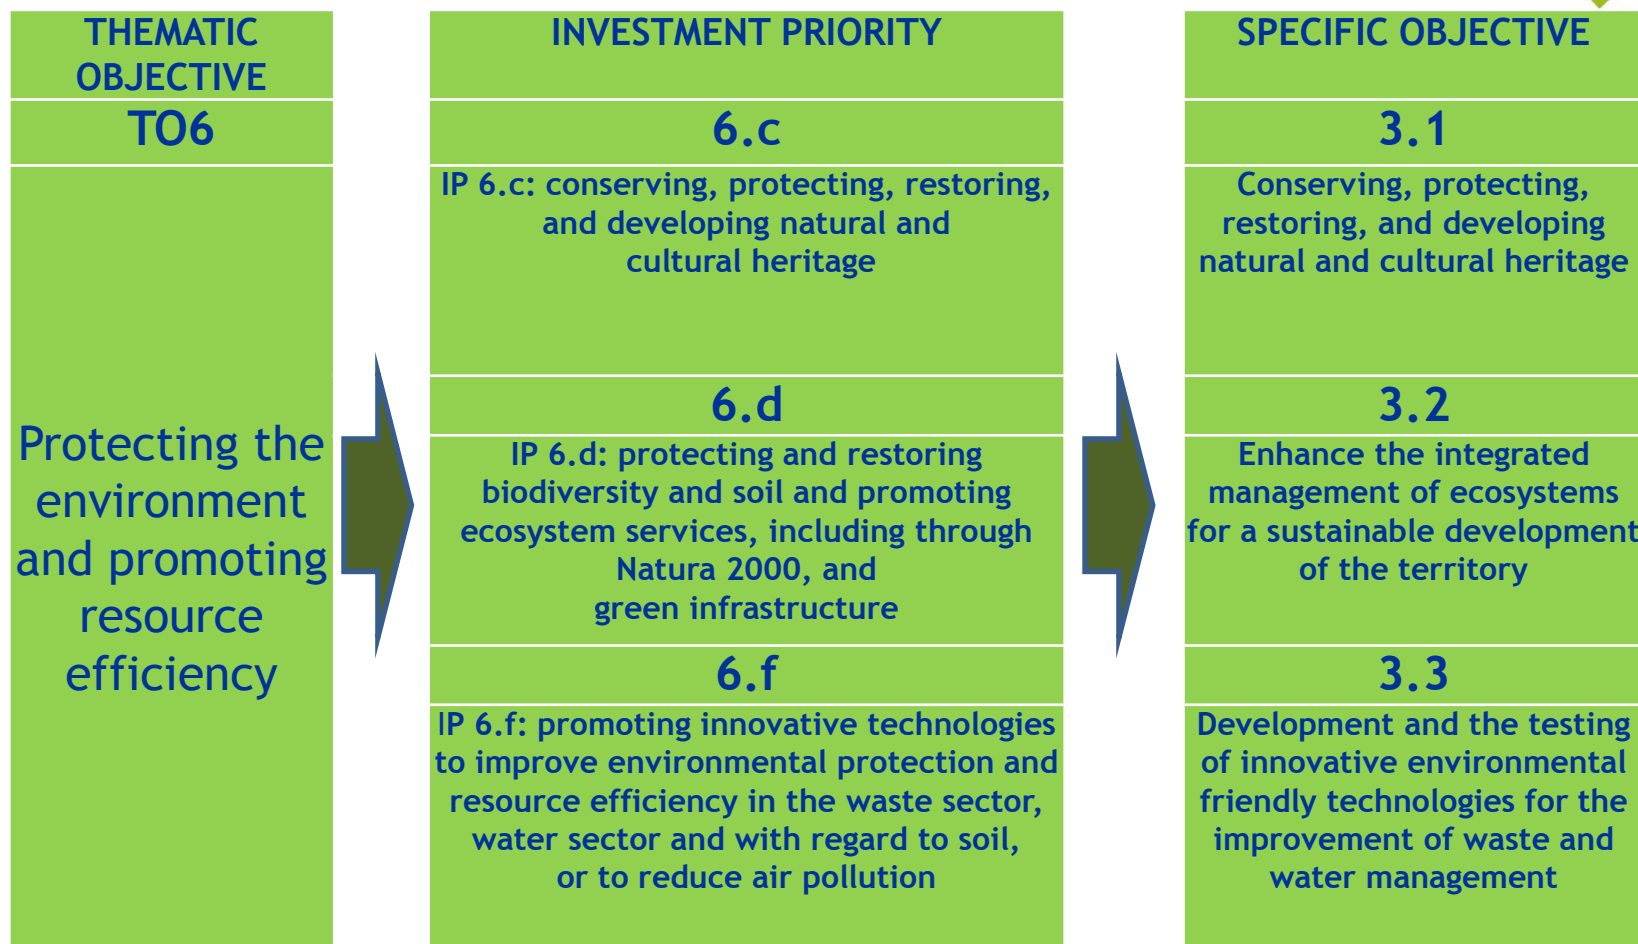 THEMATIC
OBJECTIVE
TO6
Protecting the
environment
and promoting
resource
efficiency
INVESTMENT PRIORITY
6.c
IP 6.c: conserving, protecting, restoring,
and developing natural and
cultural heritage
6.d
IP 6.d: protecting and restoring
biodiversity and soil and promoting
ecosystem services, including through
Natura 2000, and
green infrastructure
6.f
IP 6.f: promoting innovative technologies
to improve environmental protection and
resource efficiency in the waste sector,
water sector and with regard to soil,
or to reduce air pollution
SPECIFIC OBJECTIVE
3.1
Conserving, protecting,
restoring, and developing
natural and cultural heritage
3.2
Enhance the integrated
management of ecosystems
for a sustainable development
of the territory
3.3
Development and the testing
of innovative environmental
friendly technologies for the
improvement of waste and
water management